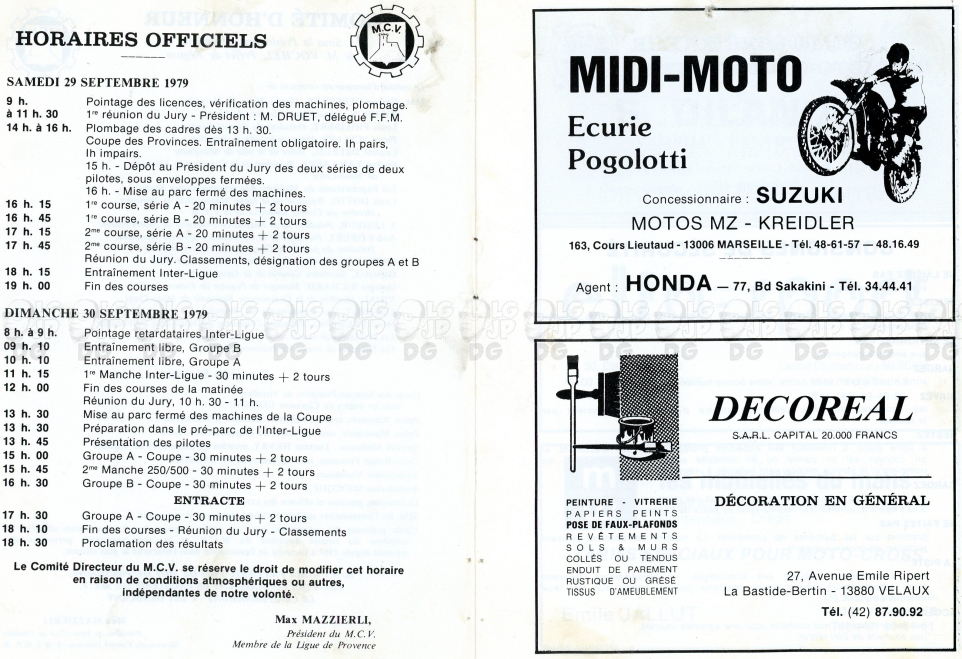 HORAIRES OFFICIELS
M.C.V.
SAMEDI 29 SEPTEMBRE 1979
9 h. Pointage des licences, vérification des machines, plombage.
à 11 h. 30 1re réunion du Jury - Président : M. DRUET, délégué F.F.M.
14 h. à 16 h. Plombage des cadres dès 13 h. 30.
Coupe des Provinces. Entraînement obligatoire. Ih pairs,
Ih impairs.
15 h. - Dépôt au Président du Jury des deux séries de deux
pilotes, sous enveloppes fermées.
16 h. - Mise au parc fermé des machines.
16 h. 15 1re course, série A - 20 minutes + 2 tours
16 h. 45 1re course, série B - 20 minutes + 2 tours
17 h. 15 2me course, série A - 20 minutes + 2 tours
17 h. 45 2me course, série B - 20 minutes + 2 tours
Réunion du Jury. Classements, désignation des groupes A et B
18 h. 15 Entraînement Inter-Ligue
19 h. 00 Fin des courses
DIMANCHE 30 SEPTEMBRE 1979
8 h. à 9 h. Pointage retardataires Inter-Ligue
09 h. 10 Entraînement libre, Groupe B
10 h. 10 Entraînement libre, Groupe A
11 h. 15 1re Manche Inter-Ligue - 30 minutes + 2 tours
12 h. 00 Fin des courses de la matinée
Réunion du Jury, 10 h. 30 - 11 h.
13 h. 30 Mise au parc fermé des machines de la Coupe
13 h. 30 Préparation dans le pré-parc de l'Inter-Ligue
13 h. 45 Présentation des pilotes
15 h. 00 Groupe A - Coupe - 30 minutes + 2 tours
15 h. 45 2me Manche 250/500 - 30 minutes + 2 tours
16 h. 30 Groupe B - Coupe - 30 minutes + 2 tours
ENTRACTE
17 h. 30 Groupe A - Coupe - 30 minutes + 2 tours
18 h. 10 Fin des courses - Réunion du Jury - Classements
18 h. 30 Proclamation des résultats
Le Comité Directeur du M.C.V. se réserve le droit de modifier cet horaire
en raison de conditions atmosphériques ou autres,
indépendantes de notre volonté.
Max MAZZIERLI,
Président du M.C.V.
Membre de la Ligue de Provence
MIDI-MOTO
Ecurie
Pogolotti
Concessionnaire : SUZUKI
MOTOS MZ - KREIDLER
163, Cours Lieutaud - 13006 MARSEILLE - Tél. 48-61-57 — 48.16.49
Agent : HONDA — 77, Bd Sakakini - Tél. 34.44.41
DECOREAL
S.A.R.L. CAPITAL 20.000 FRANCS
PEINTURE - VITRERIE
PAPIERS PEINTS
POSE DE FAUX-PLAFONDS
REVÊTEMENTS
SOLS & MURS
COLLÉS OU TENDUS
ENDUIT DE PAREMENT
RUSTIQUE OU GRÉSÉ
TISSUS D'AMEUBLEMENT
DÉCORATION EN GÉNÉRAL
27, Avenue Emile Ripert
La Bastide-Bertin - 13880 VELAUX
Tél. (42) 87.90.92